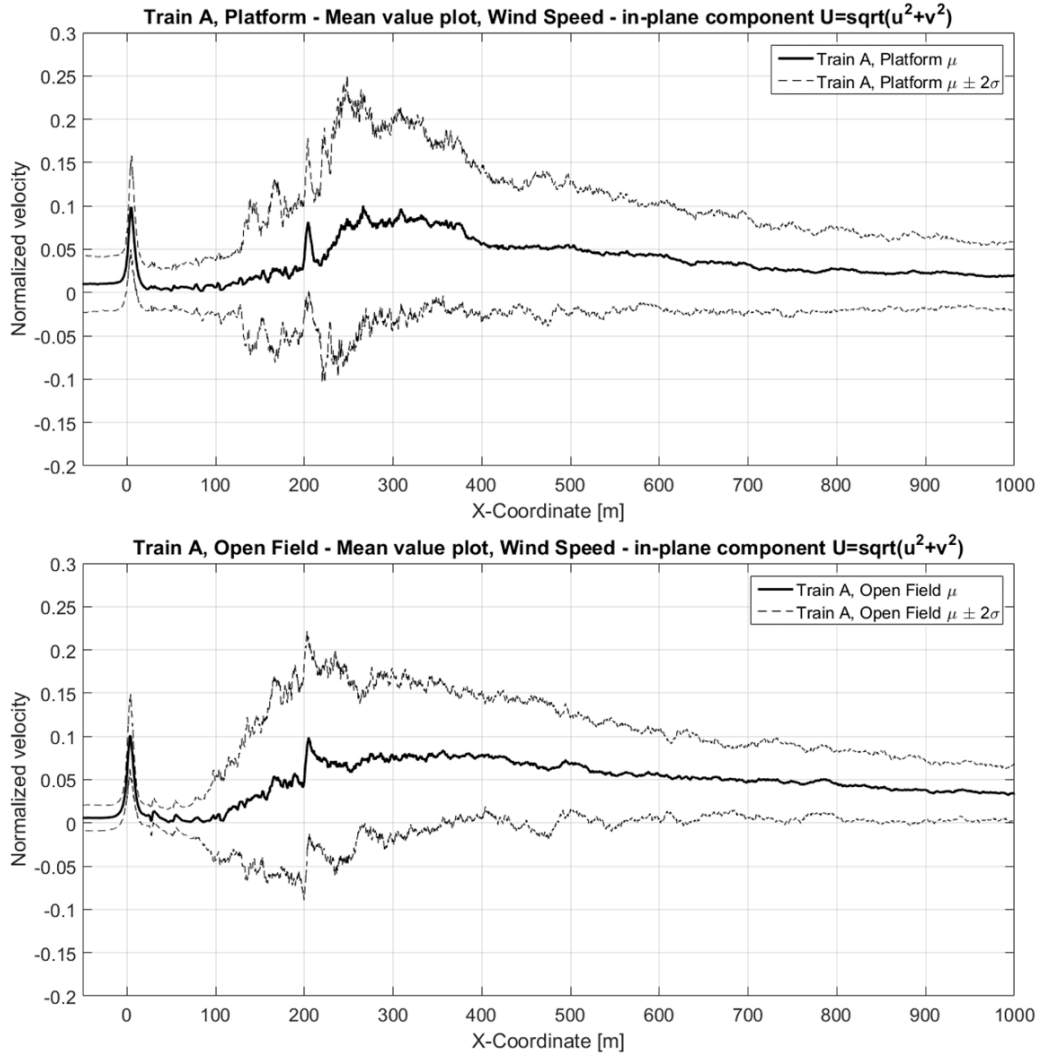 Train A, Platform - Mean value plot, Wind Speed - in-plane component U=sqrt(u²+v²)
0.3
0.25
0.2
0.15
0.1
0.05
0
-0.05
-0.1
-0.15
-0.2
Normalized velocity
Train A, Platform μ
Train A, Platform μ ± 2σ
0 100 200 300 400 500 600 700 800 900 1000
X-Coordinate [m]
Train A, Open Field - Mean value plot, Wind Speed - in-plane component U=sqrt(u²+v²)
0.3
0.25
0.2
0.15
0.1
0.05
0
-0.05
-0.1
-0.15
-0.2
Normalized velocity
Train A, Open Field μ
Train A, Open Field μ ± 2σ
0 100 200 300 400 500 600 700 800 900 1000
X-Coordinate [m]